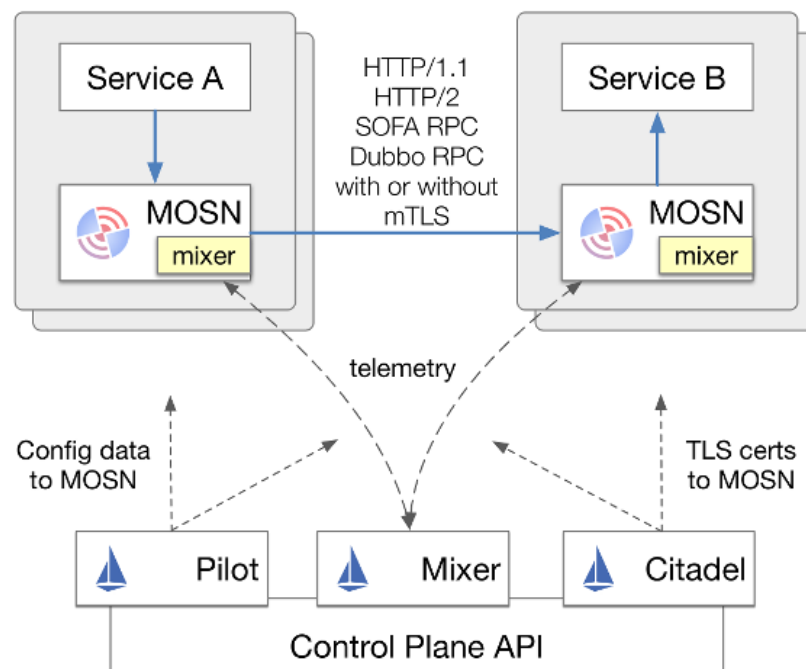 Service A
MOSN
mixer
HTTP/1.1
HTTP/2
SOFA RPC
Dubbo RPC
with or without
mTLS
Service B
MOSN
mixer
telemetry
Config data
to MOSN
TLS certs
to MOSN
Pilot
Mixer
Citadel
Control Plane API